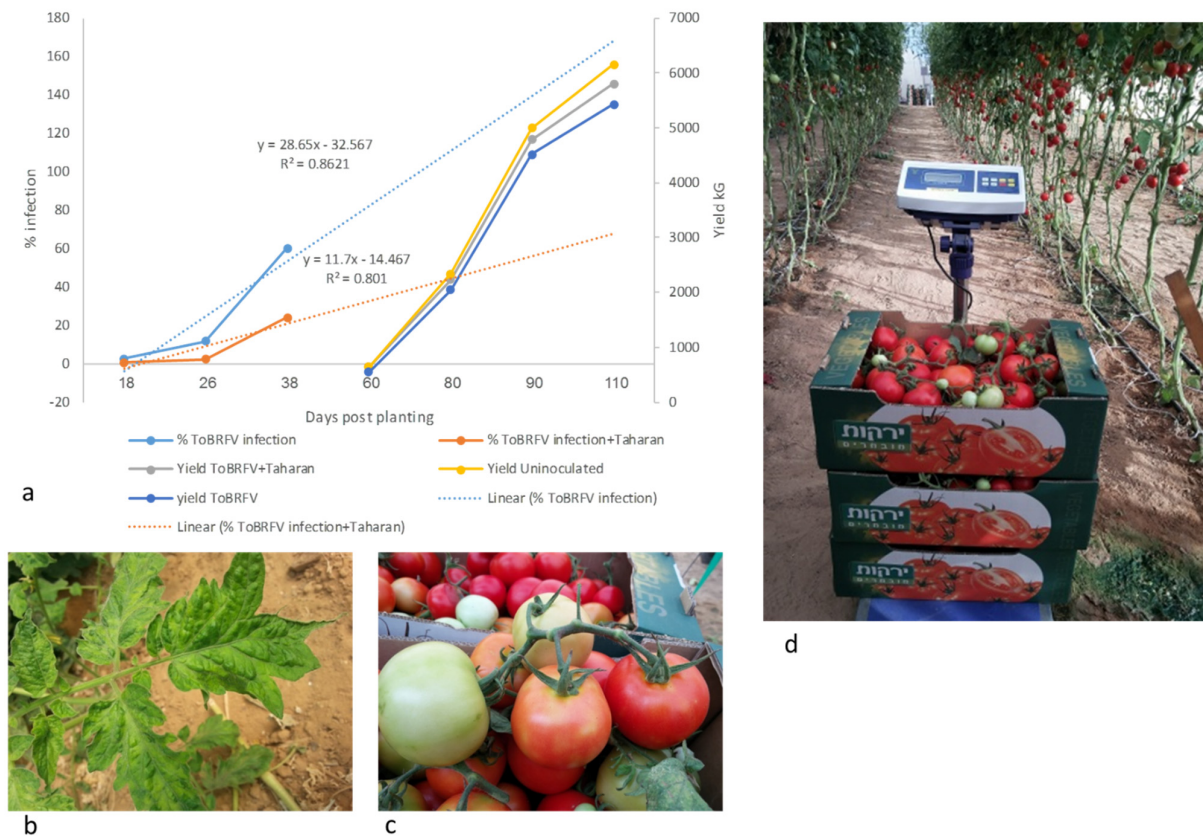 180
160
140
120
100
80
60
40
20
0
-20
% infection
7000
6000
5000
4000
3000
2000
1000
0
Yield KG
y = 28.65x - 32.567
R² = 0.8621
y = 11.7x - 14.467
R² = 0.801
18 26 38 60 80 90 110
Days post planting
% ToBRFV infection
% ToBRFV infection+Taharan
Yield ToBRFV+Taharan
Yield Uninoculated
yield ToBRFV
Linear (% ToBRFV infection)
Linear (% ToBRFV infection+Taharan)
a
b
c
ירקות
מובחרים
ירקות
מובחרים
ירקות
מובחרים
d